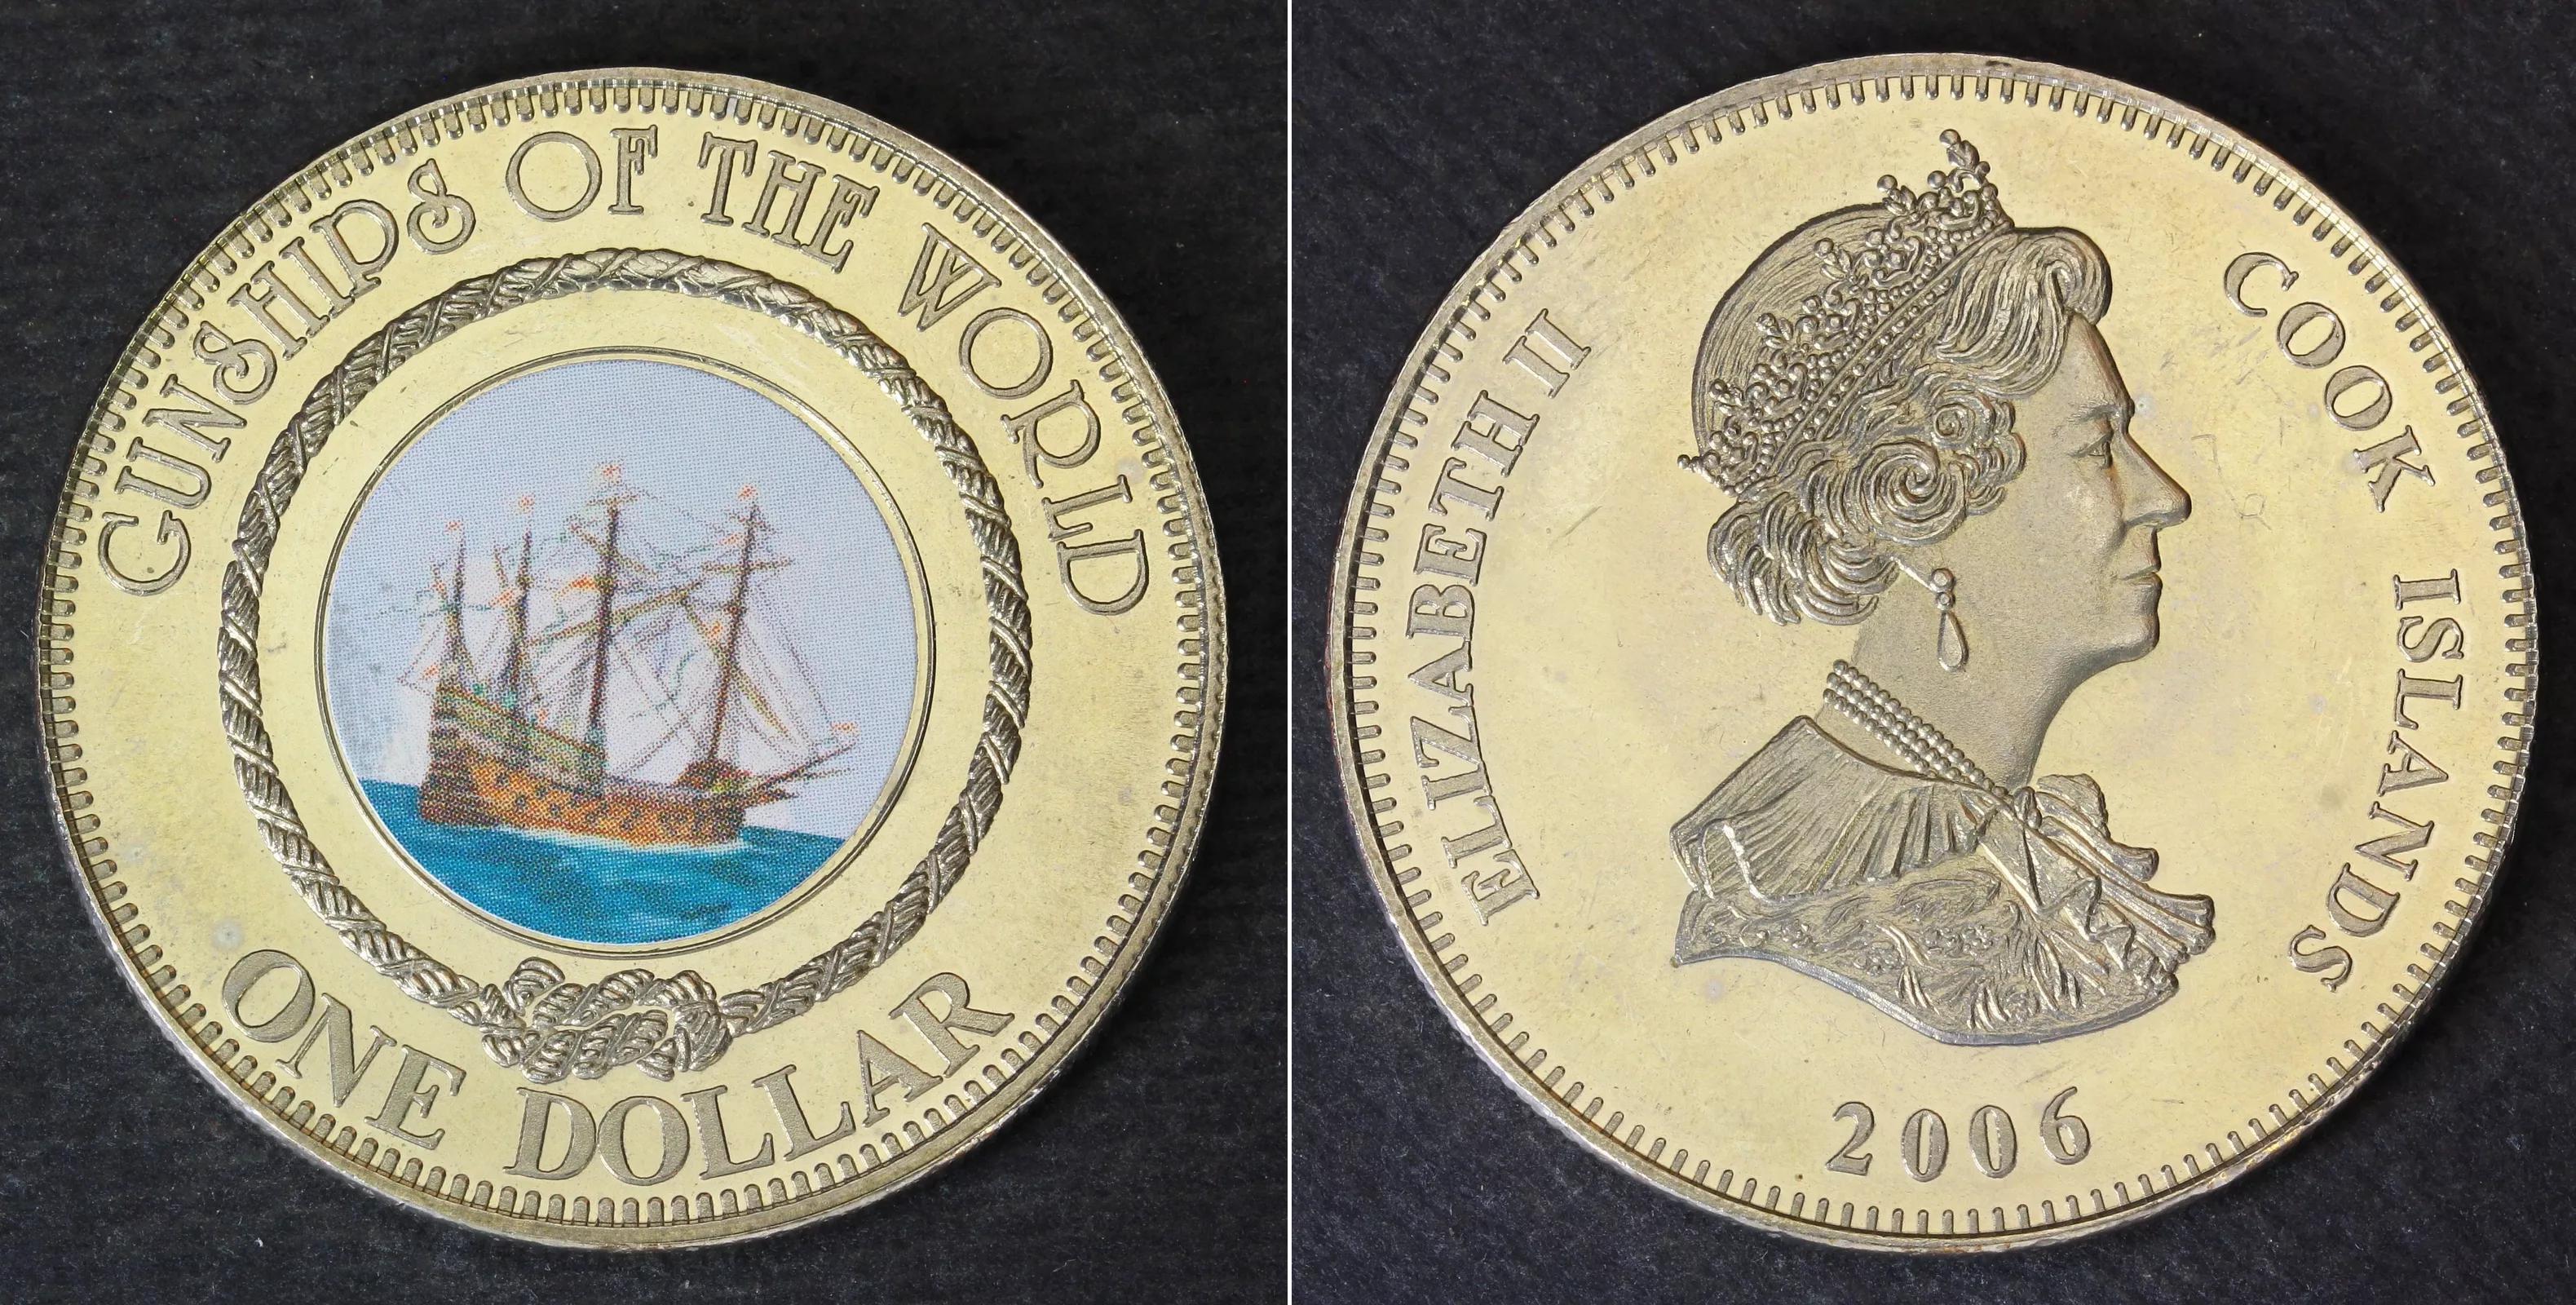 GUNSHIPS OF THE WORLD
ONE DOLLAR
ELIZABETH II
COOK ISLANDS
2006